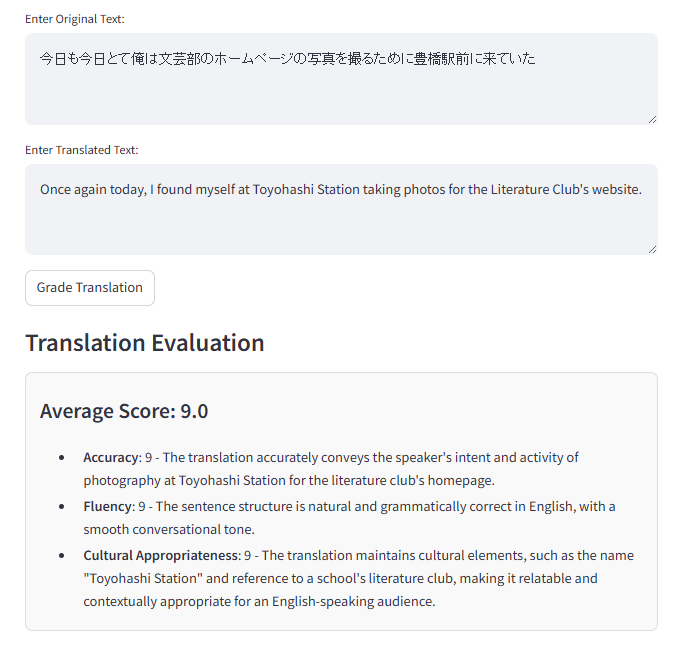 Enter Original Text:
今日も今日とて俺は文芸部のホームページの写真を撮るために豊橋駅前に来ていた
Enter Translated Text:
Once again today, I found myself at Toyohashi Station taking photos for the Literature Club's website.
Grade Translation
Translation Evaluation
Average Score: 9.0
• Accuracy: 9 - The translation accurately conveys the speaker's intent and activity of
photography at Toyohashi Station for the literature club's homepage.
• Fluency: 9 - The sentence structure is natural and grammatically correct in English, with a
smooth conversational tone.
• Cultural Appropriateness: 9 - The translation maintains cultural elements, such as the name
"Toyohashi Station" and reference to a school's literature club, making it relatable and
contextually appropriate for an English-speaking audience.